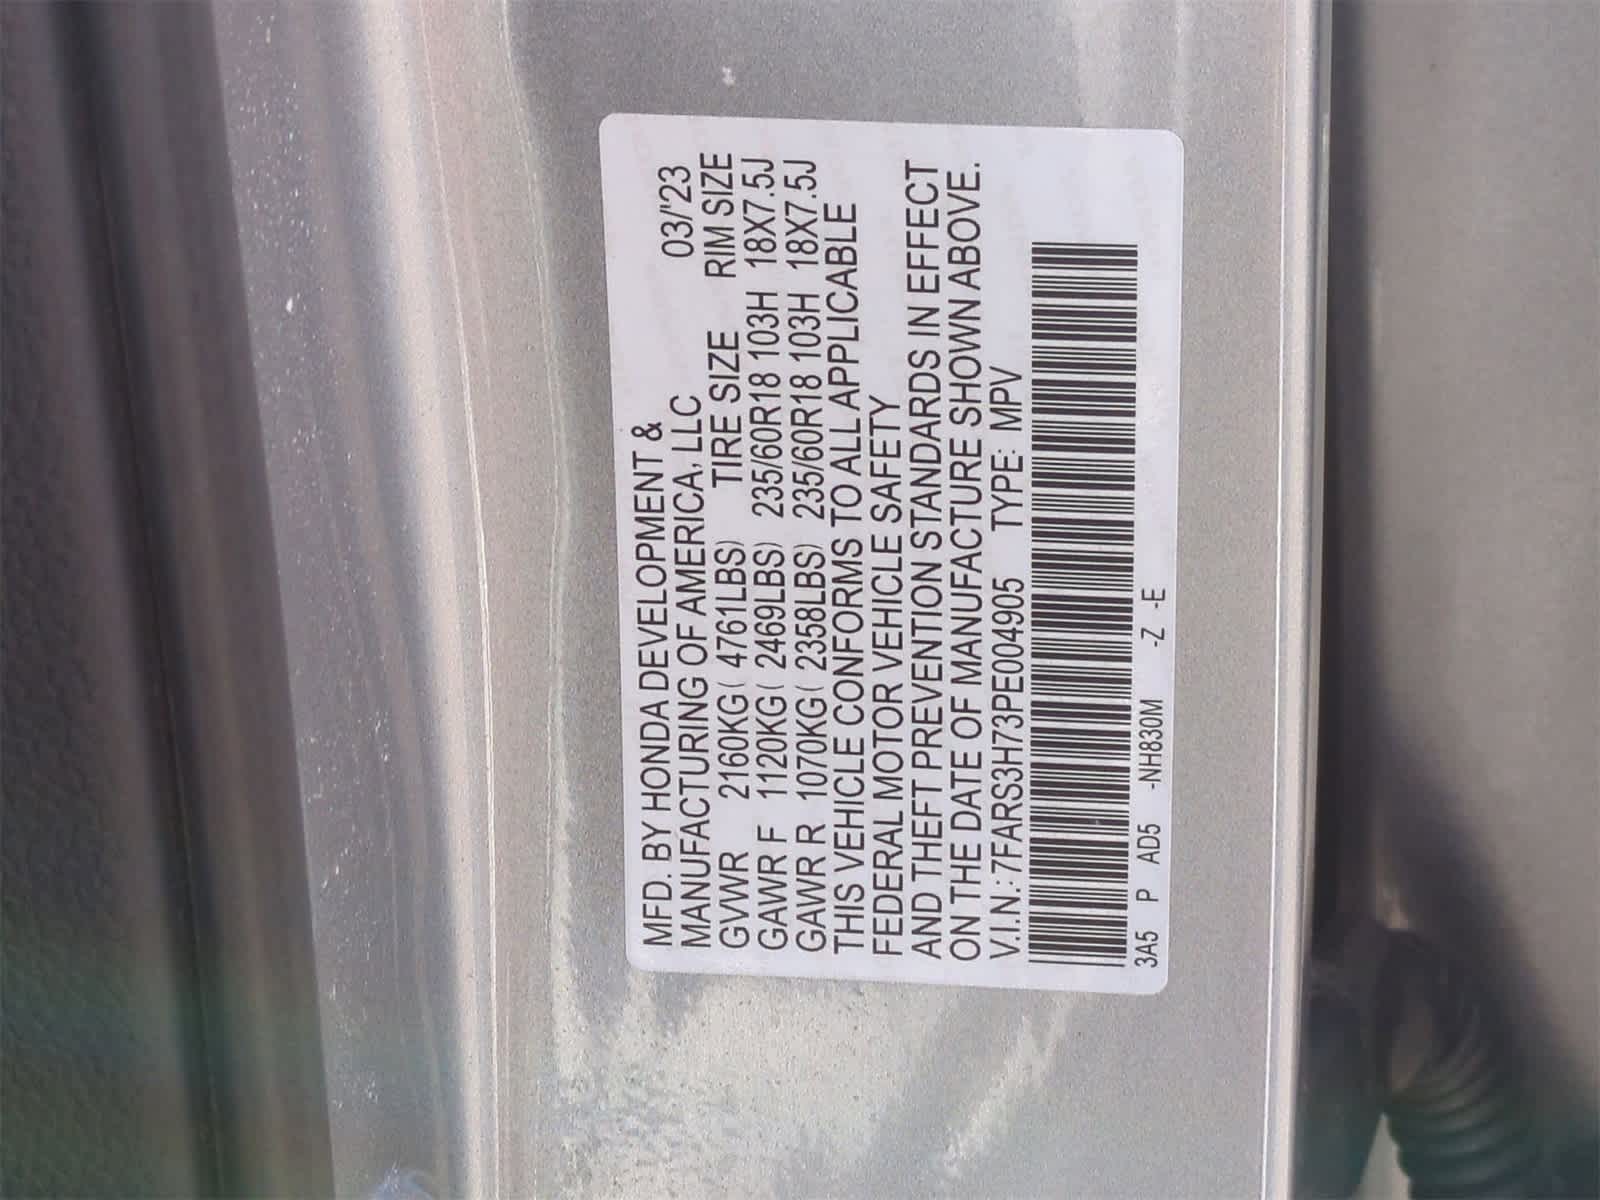 MFD. BY HONDA DEVELOPMENT &
MANUFACTURING OF AMERICA, LLC 03/'23
GVWR 2160KG ( 4761LBS) TIRE SIZE RIM SIZE
GAWR F 1120KG ( 2469LBS) 235/60R18 103H 18X7.5J
GAWR R 1070KG ( 2358LBS) 235/60R18 103H 18X7.5J
THIS VEHICLE CONFORMS TO ALL APPLICABLE
FEDERAL MOTOR VEHICLE SAFETY
AND THEFT PREVENTION STANDARDS IN EFFECT
ON THE DATE OF MANUFACTURE SHOWN ABOVE.
V.I.N.: 7FARS3H73PE004905 TYPE: MPV
3A5 P AD5 -NH830M -Z -E